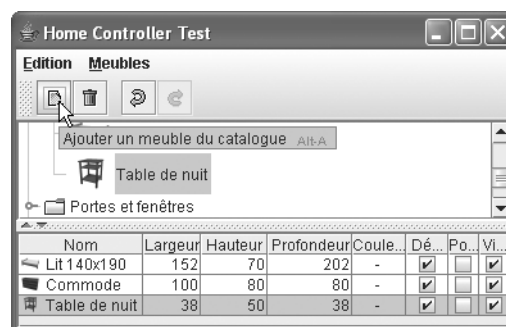 Home Controller Test
Edition Meubles
Ajouter un meuble du catalogue Alt-A
Table de nuit
Portes et fenêtres
Nom Largeur Hauteur Profondeur Coule... Dé... Po... Vi...
Lit 140x190 152 70 202 -
Commode 100 80 80 -
Table de nuit 38 50 38 -